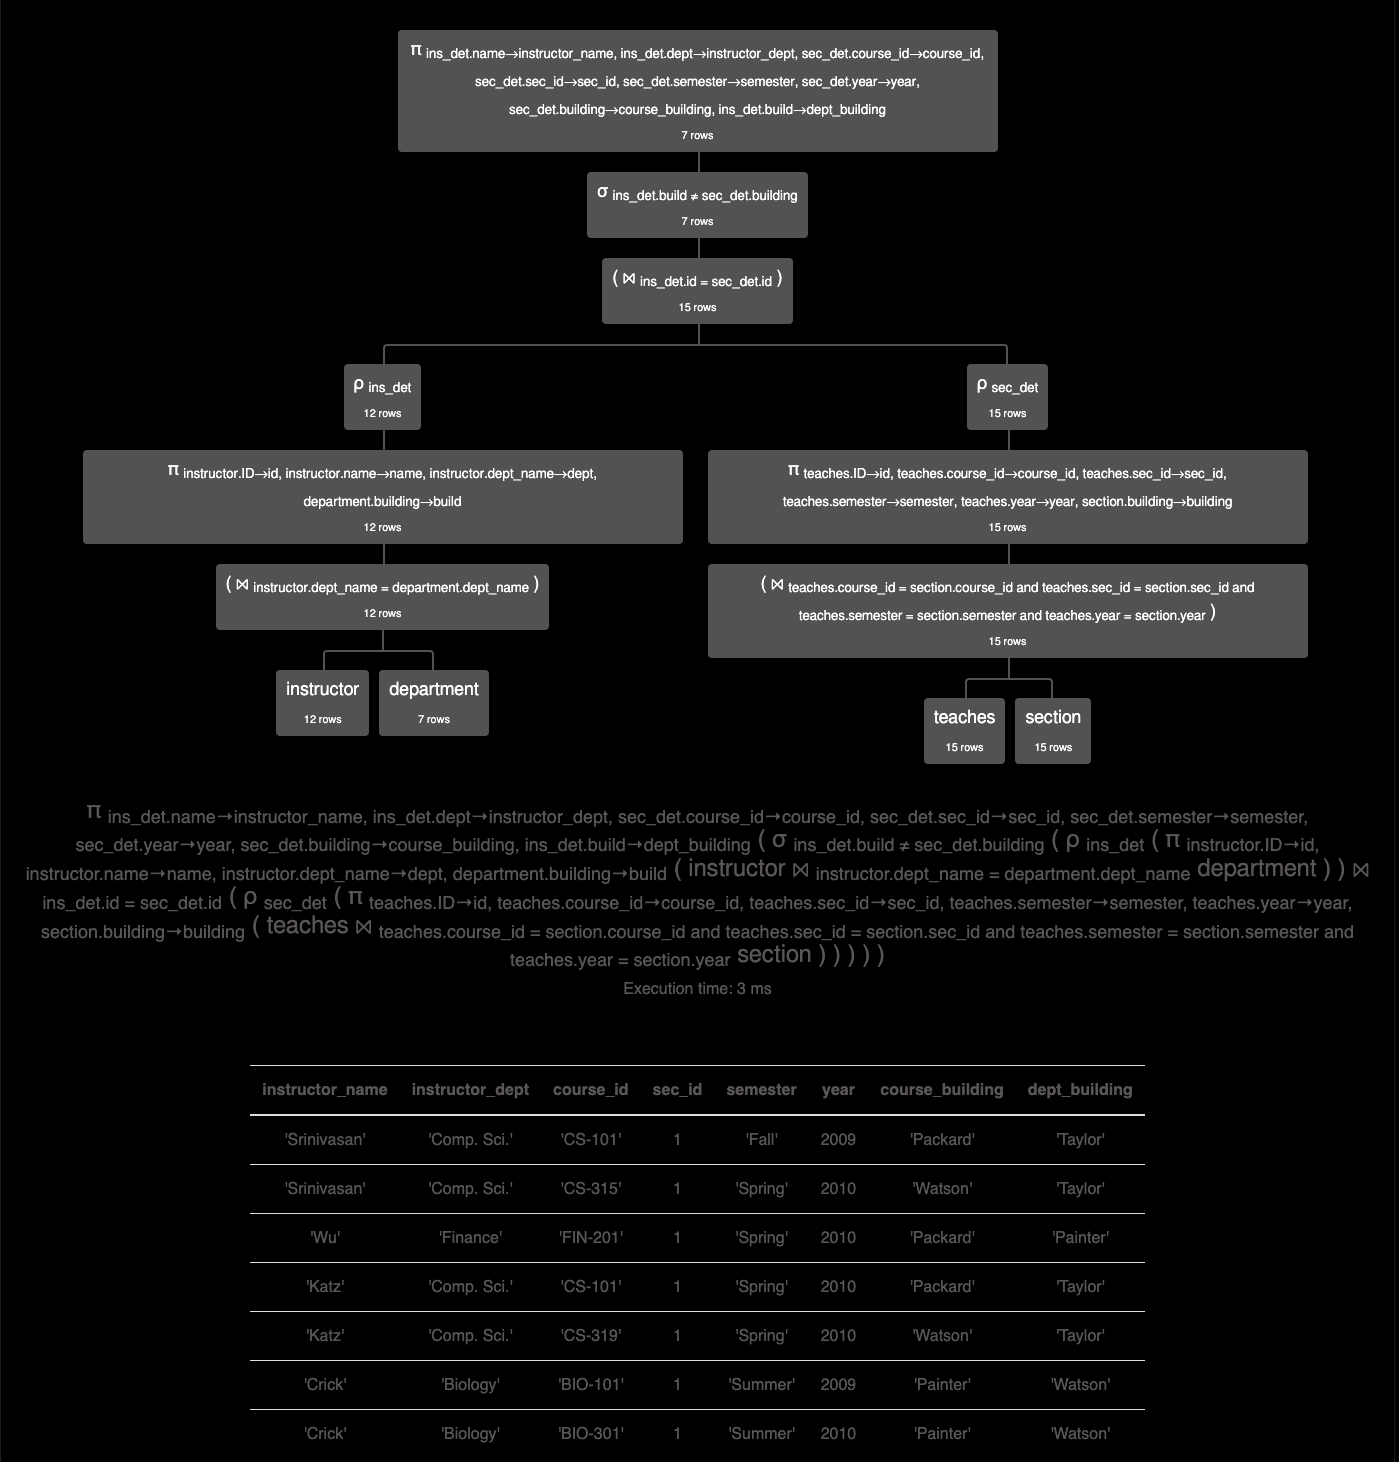 π ins_det.name→instructor_name, ins_det.dept→instructor_dept, sec_det.course_id→course_id,
sec_det.sec_id→sec_id, sec_det.semester→semester, sec_det.year→year,
sec_det.building→course_building, ins_det.build→dept_building
7 rows
σ ins_det.build ≠ sec_det.building
7 rows
( ⋈ ins_det.id = sec_det.id )
15 rows
ρ ins_det
12 rows
ρ sec_det
15 rows
π instructor.ID→id, instructor.name→name, instructor.dept_name→dept,
department.building→build
12 rows
π teaches.ID→id, teaches.course_id→course_id, teaches.sec_id→sec_id,
teaches.semester→semester, teaches.year→year, section.building→building
15 rows
( ⋈ instructor.dept_name = department.dept_name )
12 rows
( ⋈ teaches.course_id = section.course_id and teaches.sec_id = section.sec_id and
teaches.semester = section.semester and teaches.year = section.year )
15 rows
instructor
12 rows
department
7 rows
teaches
15 rows
section
15 rows
π ins_det.name→instructor_name, ins_det.dept→instructor_dept, sec_det.course_id→course_id, sec_det.sec_id→sec_id, sec_det.semester→semester,
sec_det.year→year, sec_det.building→course_building, ins_det.build→dept_building ( σ ins_det.build ≠ sec_det.building ( ρ ins_det ( π instructor.ID→id,
instructor.name→name, instructor.dept_name→dept, department.building→build ( instructor ⋈ instructor.dept_name = department.dept_name department ) ) ⋈
ins_det.id = sec_det.id ( ρ sec_det ( π teaches.ID→id, teaches.course_id→course_id, teaches.sec_id→sec_id, teaches.semester→semester, teaches.year→year,
section.building→building ( teaches ⋈ teaches.course_id = section.course_id and teaches.sec_id = section.sec_id and teaches.semester = section.semester and
teaches.year = section.year section ) ) ) ) )
Execution time: 3 ms
instructor_name instructor_dept course_id sec_id semester year course_building dept_building
'Srinivasan' 'Comp. Sci.' 'CS-101' 1 'Fall' 2009 'Packard' 'Taylor'
'Srinivasan' 'Comp. Sci.' 'CS-315' 1 'Spring' 2010 'Watson' 'Taylor'
'Wu' 'Finance' 'FIN-201' 1 'Spring' 2010 'Packard' 'Painter'
'Katz' 'Comp. Sci.' 'CS-101' 1 'Spring' 2010 'Packard' 'Taylor'
'Katz' 'Comp. Sci.' 'CS-319' 1 'Spring' 2010 'Watson' 'Taylor'
'Crick' 'Biology' 'BIO-101' 1 'Summer' 2009 'Painter' 'Watson'
'Crick' 'Biology' 'BIO-301' 1 'Summer' 2010 'Painter' 'Watson'